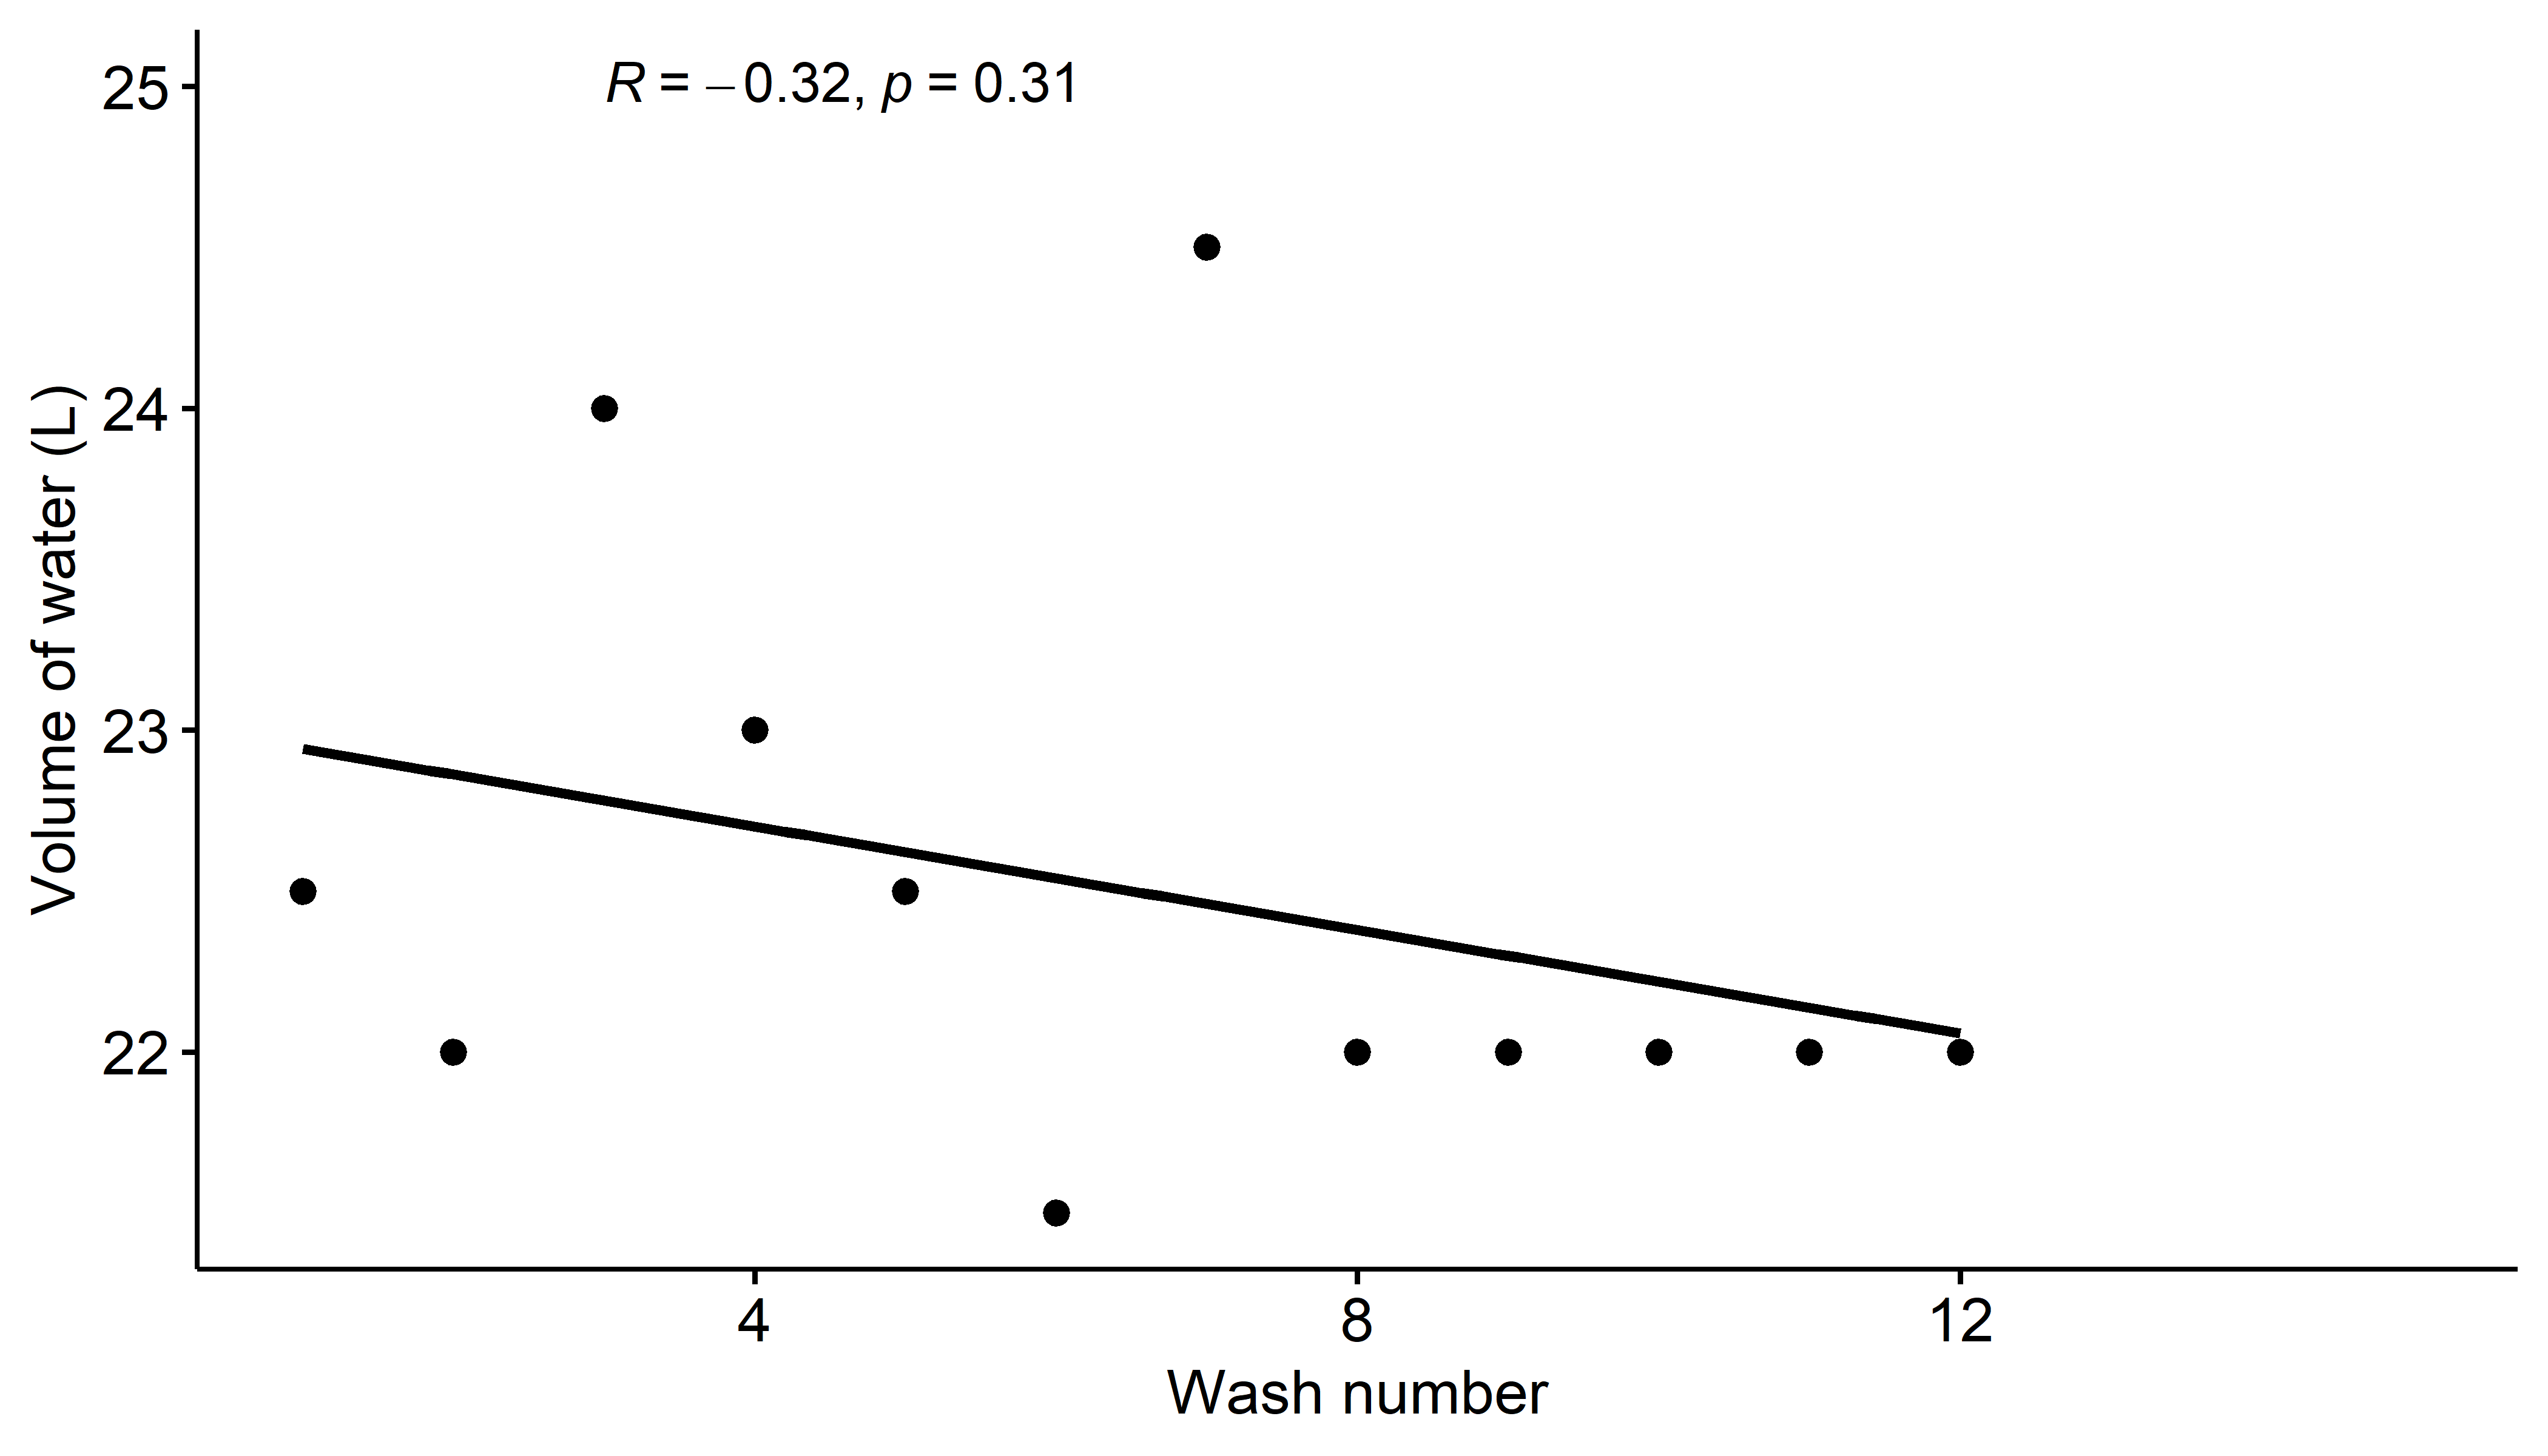 R = −0.32, p = 0.31
25
24
23
22
Volume of water (L)
4 8 12
Wash number